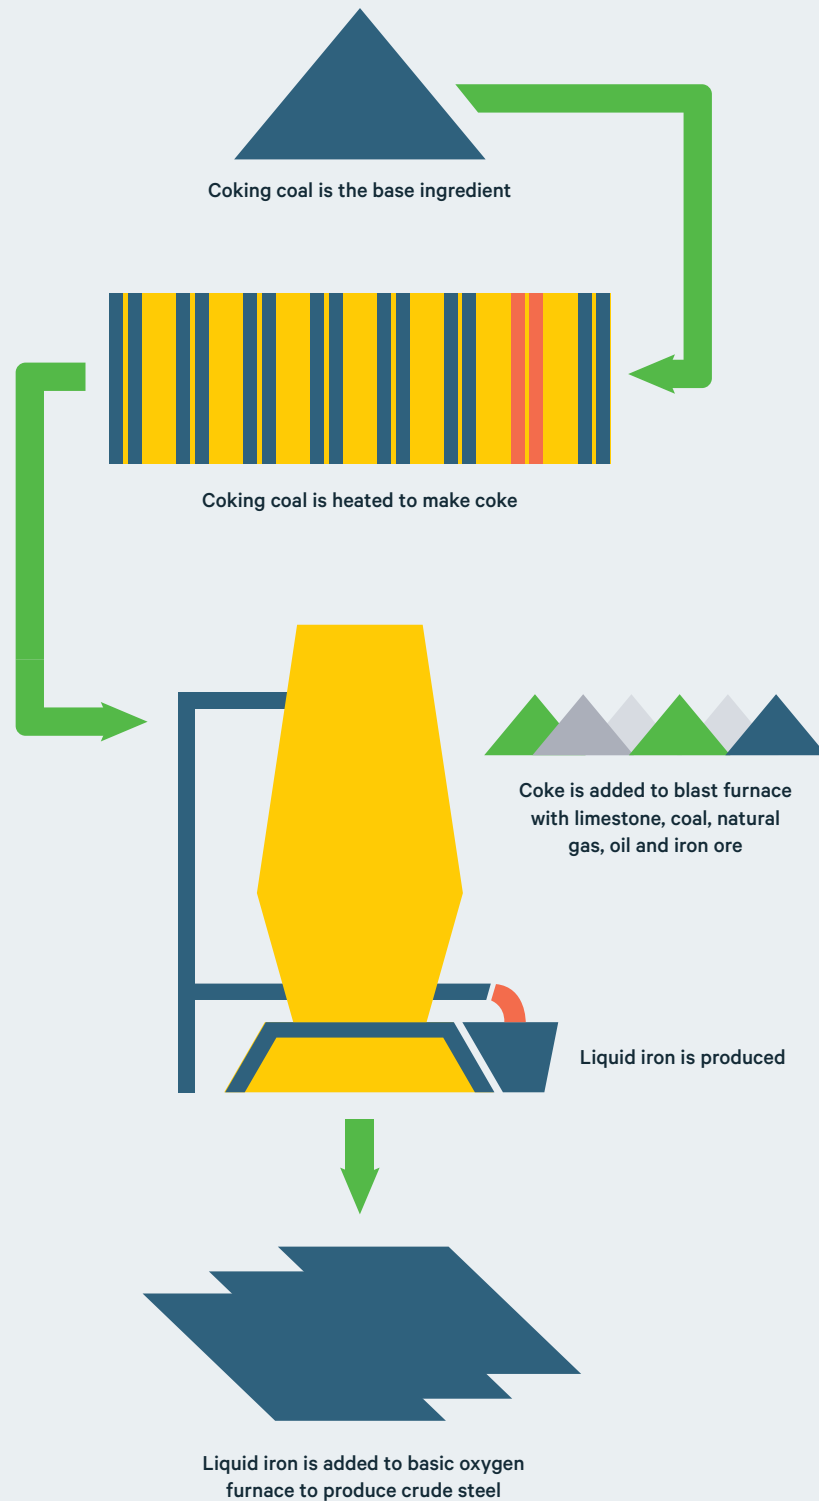 Coking coal is the base ingredient
Coking coal is heated to make coke
Coke is added to blast furnace
with limestone, coal, natural
gas, oil and iron ore
Liquid iron is produced
Liquid iron is added to basic oxygen
furnace to produce crude steel